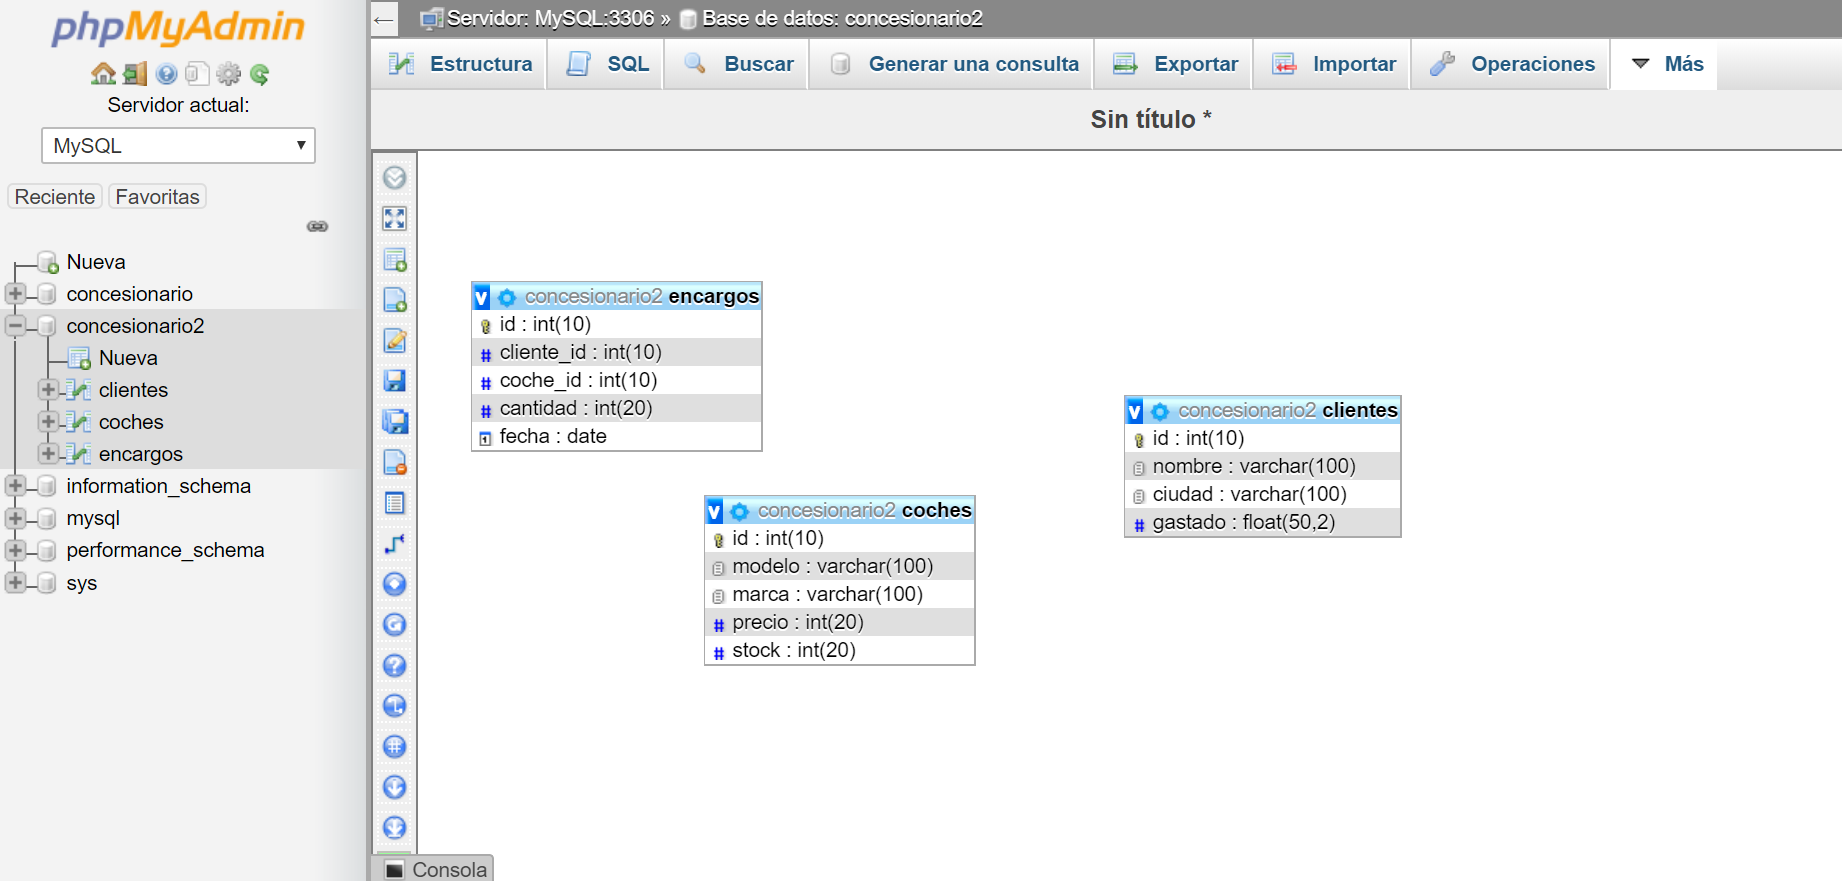 phpMyAdmin
Servidor actual:
MySQL
Reciente Favoritas
Nueva
concesionario
concesionario2
Nueva
clientes
coches
encargos
information_schema
mysql
performance_schema
sys
Servidor: MySQL:3306 » Base de datos: concesionario2
Estructura SQL Buscar Generar una consulta Exportar Importar Operaciones Más
Sin título *
v concesionario2 encargos
id : int(10)
cliente_id : int(10)
coche_id : int(10)
cantidad : int(20)
fecha : date
v concesionario2 clientes
id : int(10)
nombre : varchar(100)
ciudad : varchar(100)
gastado : float(50,2)
v concesionario2 coches
id : int(10)
modelo : varchar(100)
marca : varchar(100)
precio : int(20)
stock : int(20)
Consola